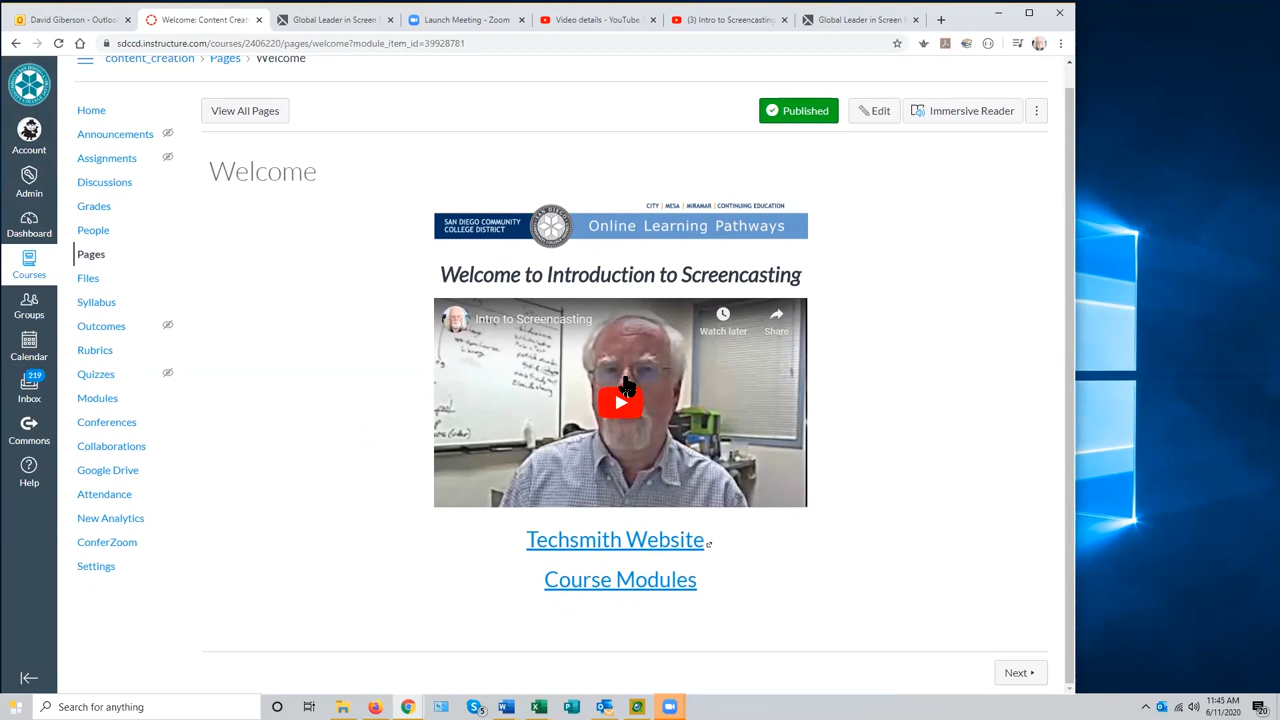 David Giberson - Outloo
Welcome: Content Creat
Global Leader in Screen
Launch Meeting - Zoom
Video details - YouTube
(3) Intro to Screencasting
Global Leader in Screen
sdccd.instructure.com/courses/2406220/pages/welcome?module_item_id=39928781
content_creation
Pages
Welcome
View All Pages
Published
Edit
Immersive Reader
Account
Admin
Dashboard
Courses
Groups
Calendar
219
Inbox
Commons
Help
Home
Announcements
Assignments
Discussions
Grades
People
Pages
Files
Syllabus
Outcomes
Rubrics
Quizzes
Modules
Conferences
Collaborations
Google Drive
Attendance
New Analytics
ConferZoom
Settings
Welcome
CITY | MESA | MIRAMAR | CONTINUING EDUCATION
SAN DIEGO COMMUNITY
COLLEGE DISTRICT
Online Learning Pathways
Welcome to Introduction to Screencasting
Intro to Screencasting
Watch later
Share
Techsmith Website
Course Modules
Next
Search for anything
5
11:45 AM
6/11/2020
20